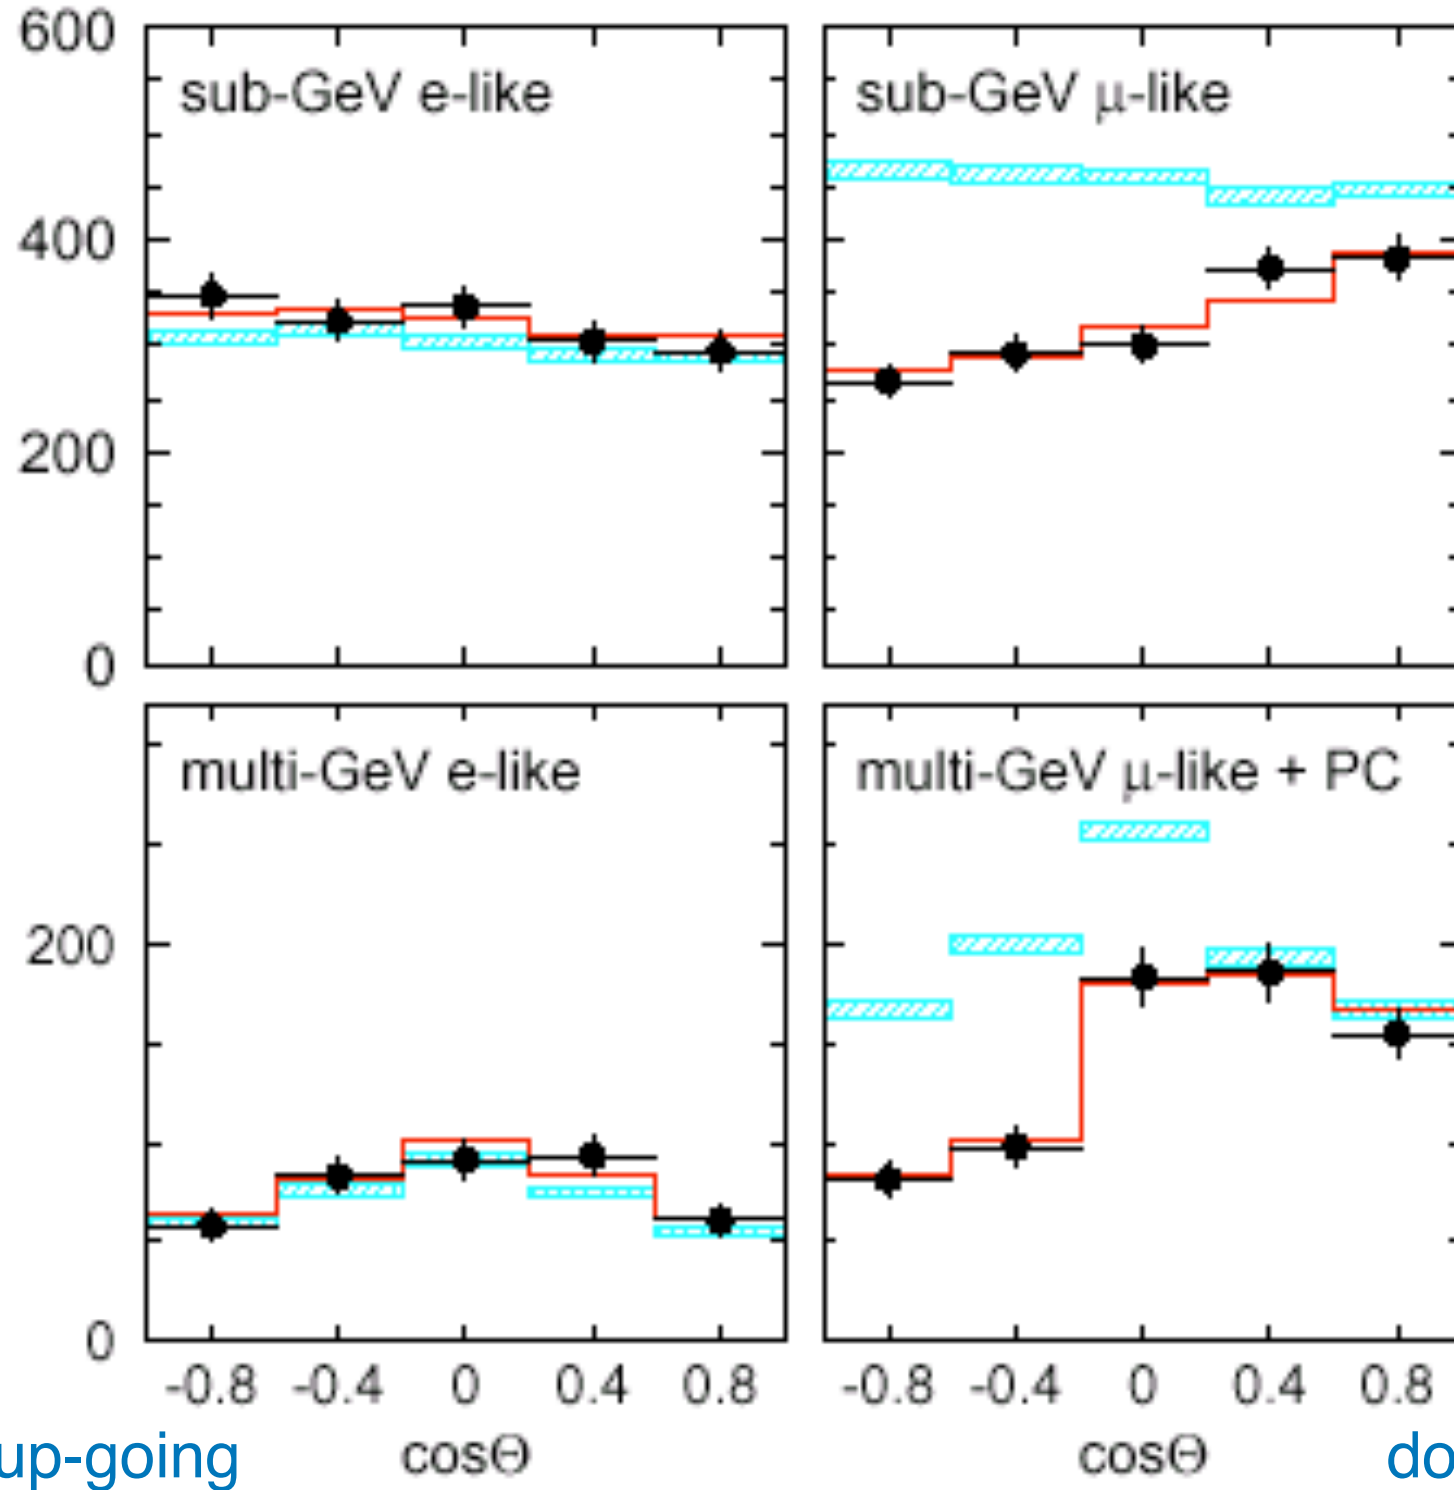 600
sub-GeV e-like
sub-GeV μ-like
400
200
0
multi-GeV e-like
multi-GeV μ-like + PC
200
0
-0.8 -0.4 0 0.4 0.8
-0.8 -0.4 0 0.4 0.8
up-going
cosΘ
cosΘ
do